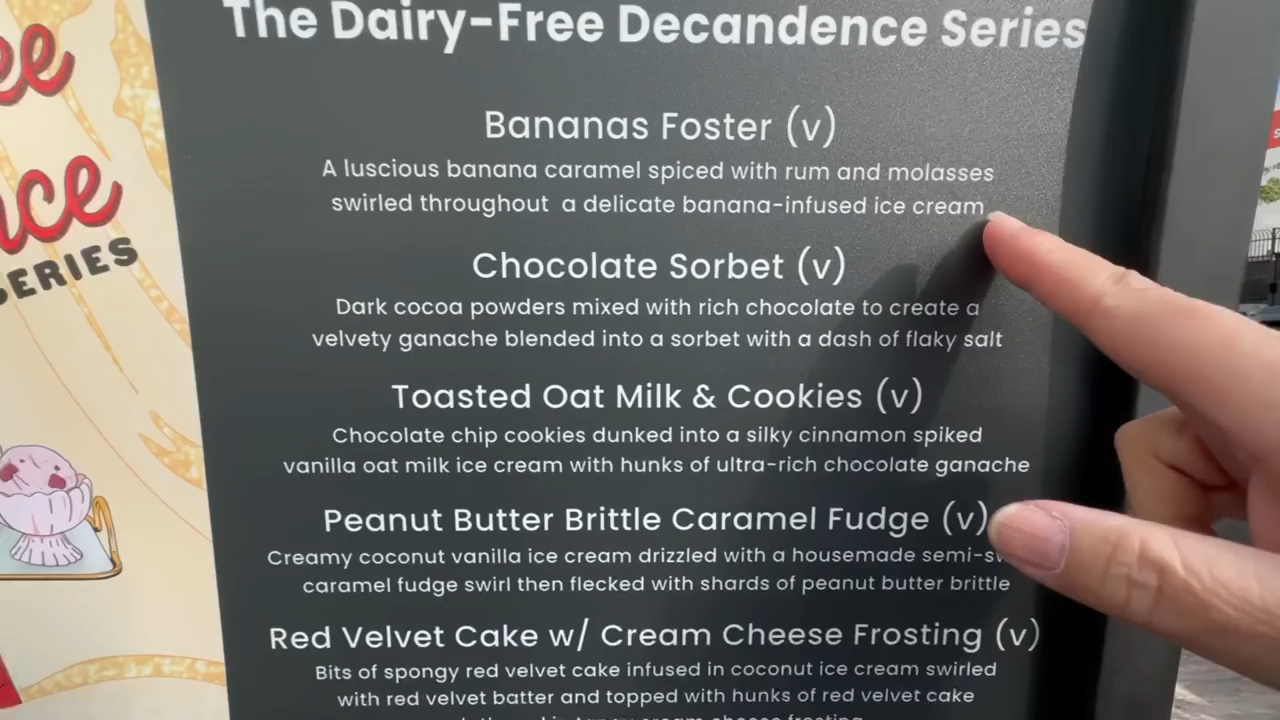 The Dairy-Free Decandence Series
Bananas Foster (v)
A luscious banana caramel spiced with rum and molasses
swirled throughout a delicate banana-infused ice cream
Chocolate Sorbet (v)
Dark cocoa powders mixed with rich chocolate to create a
velvety ganache blended into a sorbet with a dash of flaky salt
Toasted Oat Milk & Cookies (v)
Chocolate chip cookies dunked into a silky cinnamon spiked
vanilla oat milk ice cream with hunks of ultra-rich chocolate ganache
Peanut Butter Brittle Caramel Fudge (v)
Creamy coconut vanilla ice cream drizzled with a housemade semi-s
caramel fudge swirl then flecked with shards of peanut butter brittle
Red Velvet Cake w/ Cream Cheese Frosting (v)
Bits of spongy red velvet cake infused in coconut ice cream swirled
with red velvet batter and topped with hunks of red velvet cake
cream cheese frosting
ee
nce
SERIES